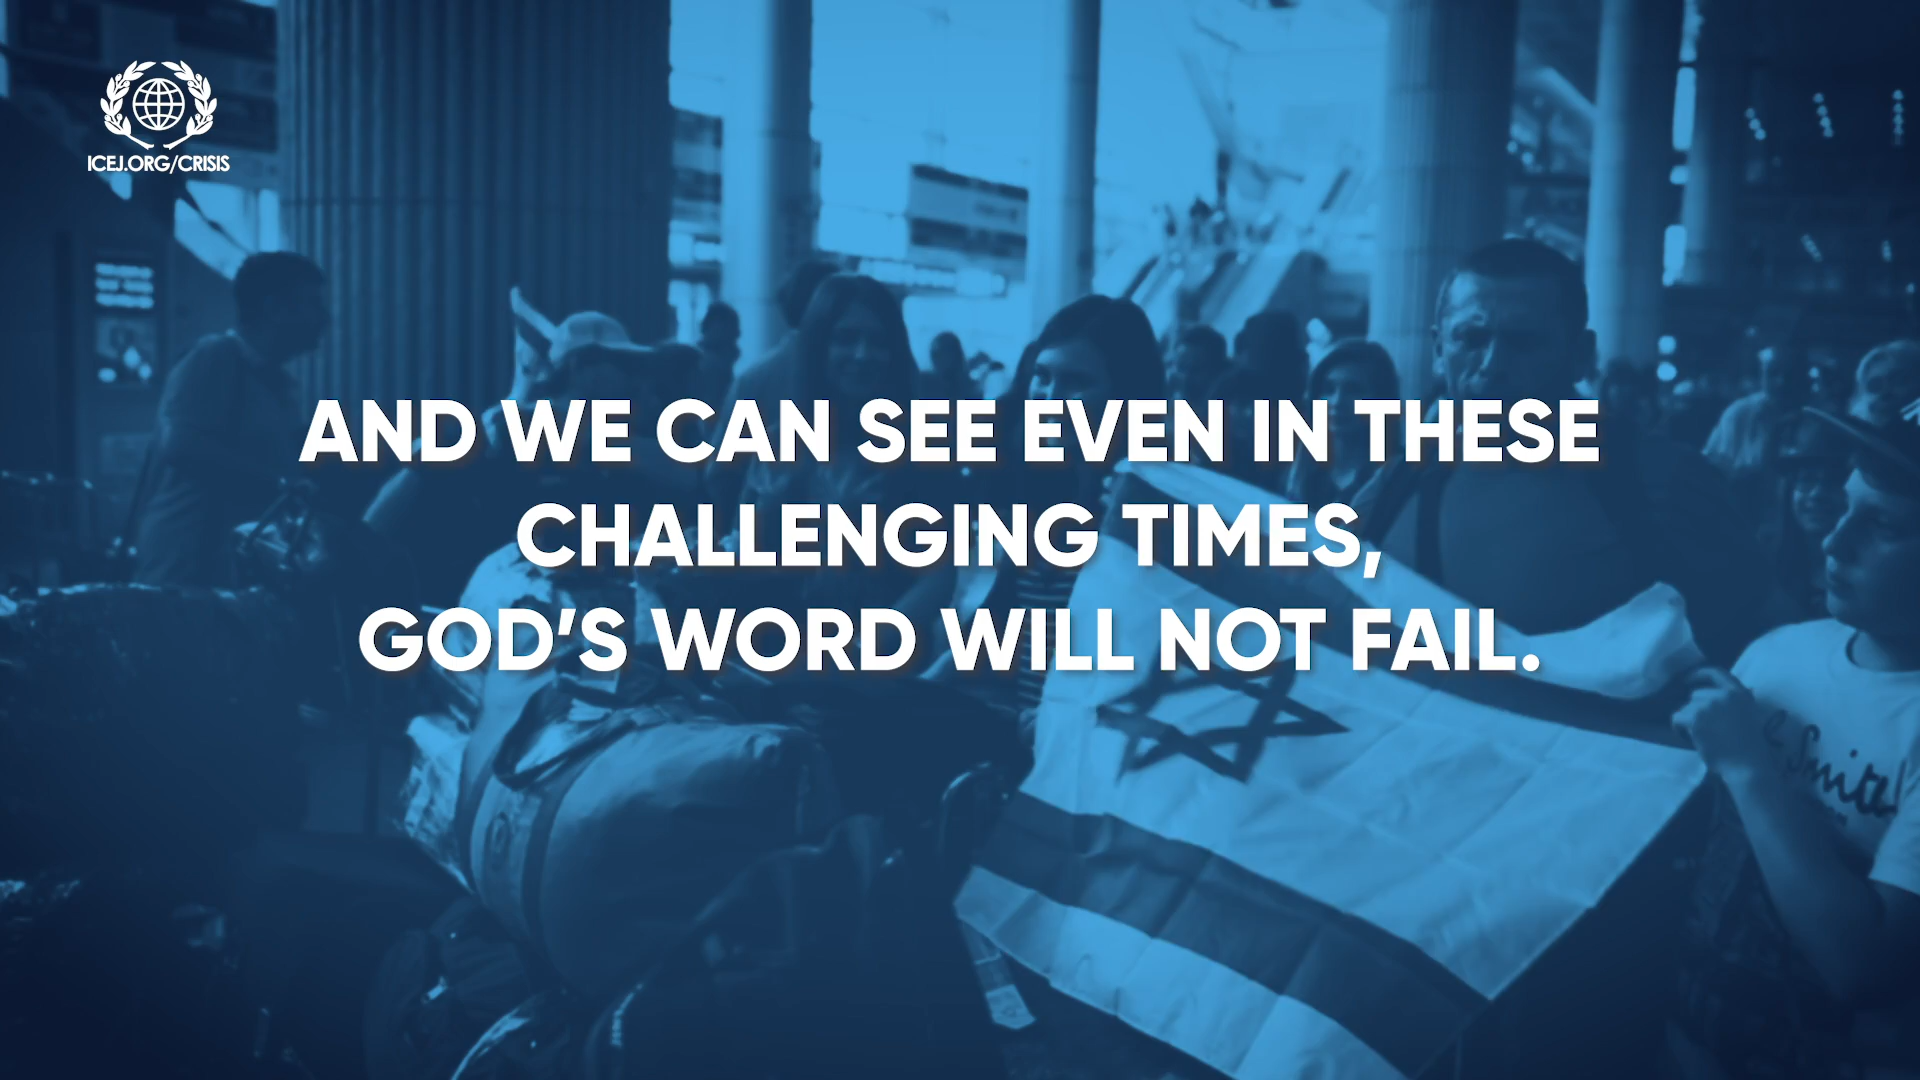 ICEJ.ORG/CRISIS
AND WE CAN SEE EVEN IN THESE
CHALLENGING TIMES,
GOD'S WORD WILL NOT FAIL.